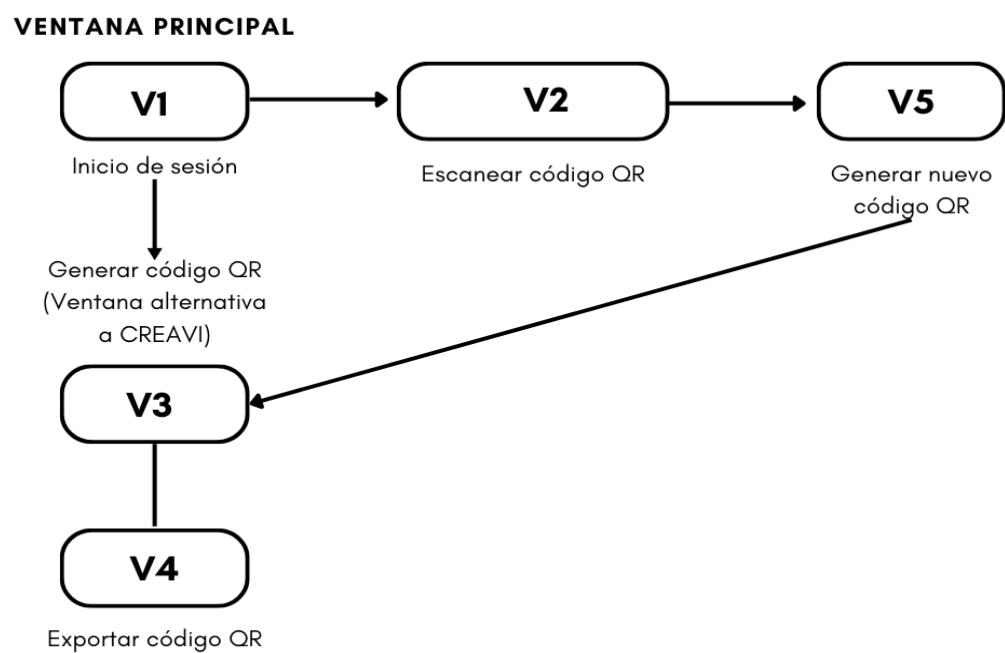 VENTANA PRINCIPAL
V1
V2
V5
Inicio de sesión
Escanear código QR
Generar nuevo
código QR
Generar código QR
(Ventana alternativa
a CREAVI)
V3
V4
Exportar código QR